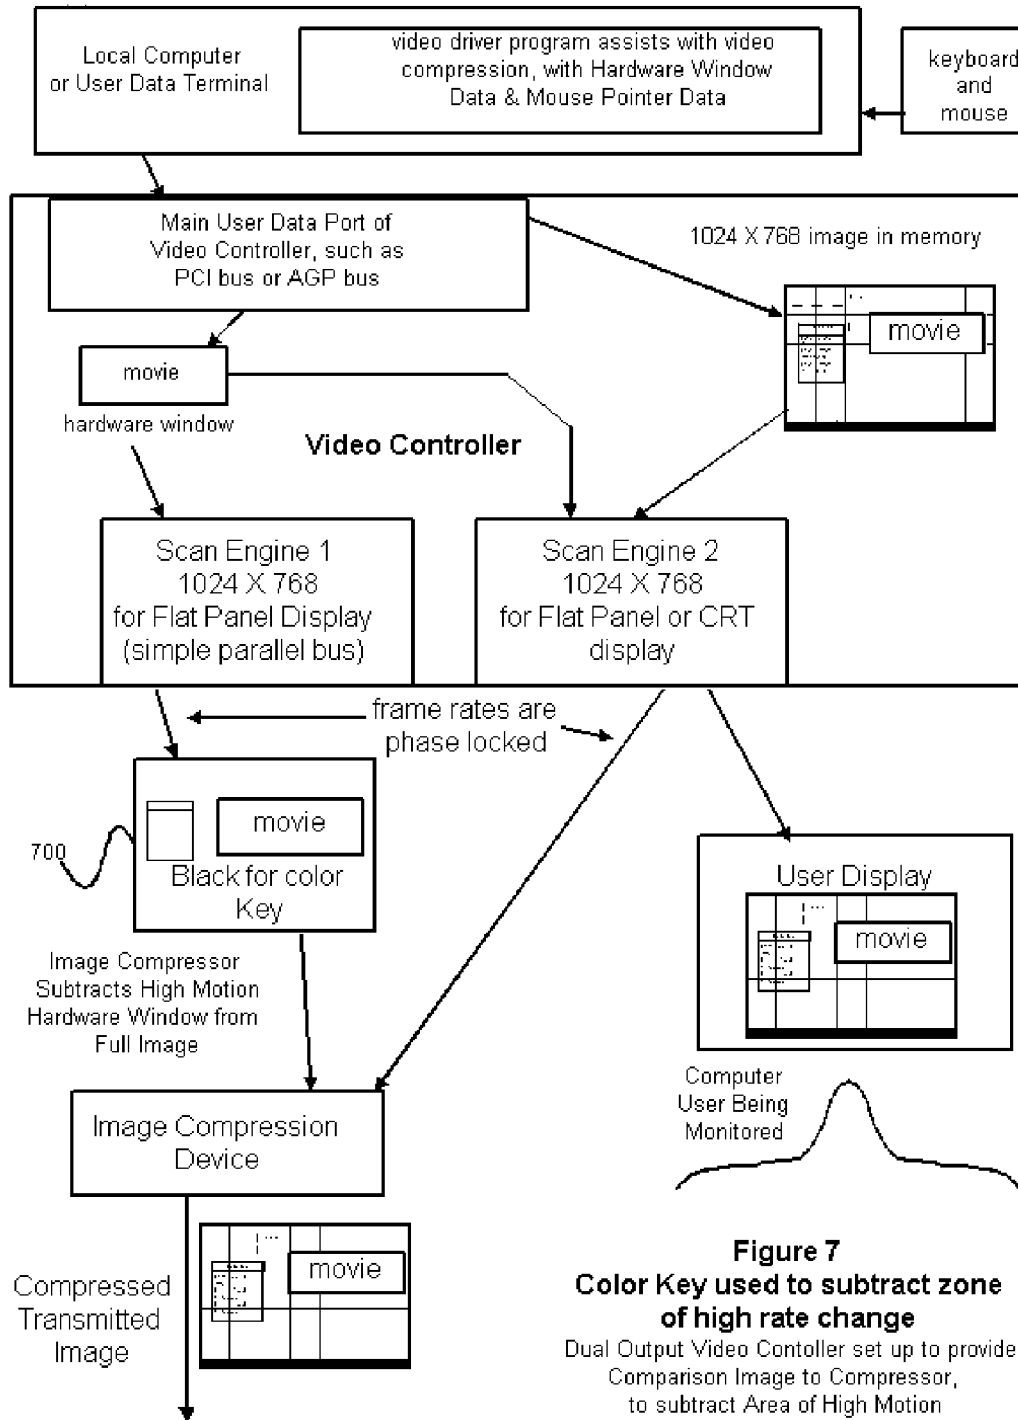 Local Computer
or User Data Terminal
video driver program assists with video
compression, with Hardware Window
Data & Mouse Pointer Data
keyboard
and
mouse
Main User Data Port of
Video Controller, such as
PCI bus or AGP bus
1024 X 768 image in memory
movie
movie
hardware window
Video Controller
Scan Engine 1
1024 X 768
for Flat Panel Display
(simple parallel bus)
Scan Engine 2
1024 X 768
for Flat Panel or CRT
display
frame rates are
phase locked
movie
Black for color
Key
700
User Display
movie
Image Compressor
Subtracts High Motion
Hardware Window from
Full Image
Computer
User Being
Monitored
Image Compression
Device
movie
Compressed
Transmitted
Image
Figure 7
Color Key used to subtract zone
of high rate change
Dual Output Video Contoller set up to provide
Comparison Image to Compressor,
to subtract Area of High Motion